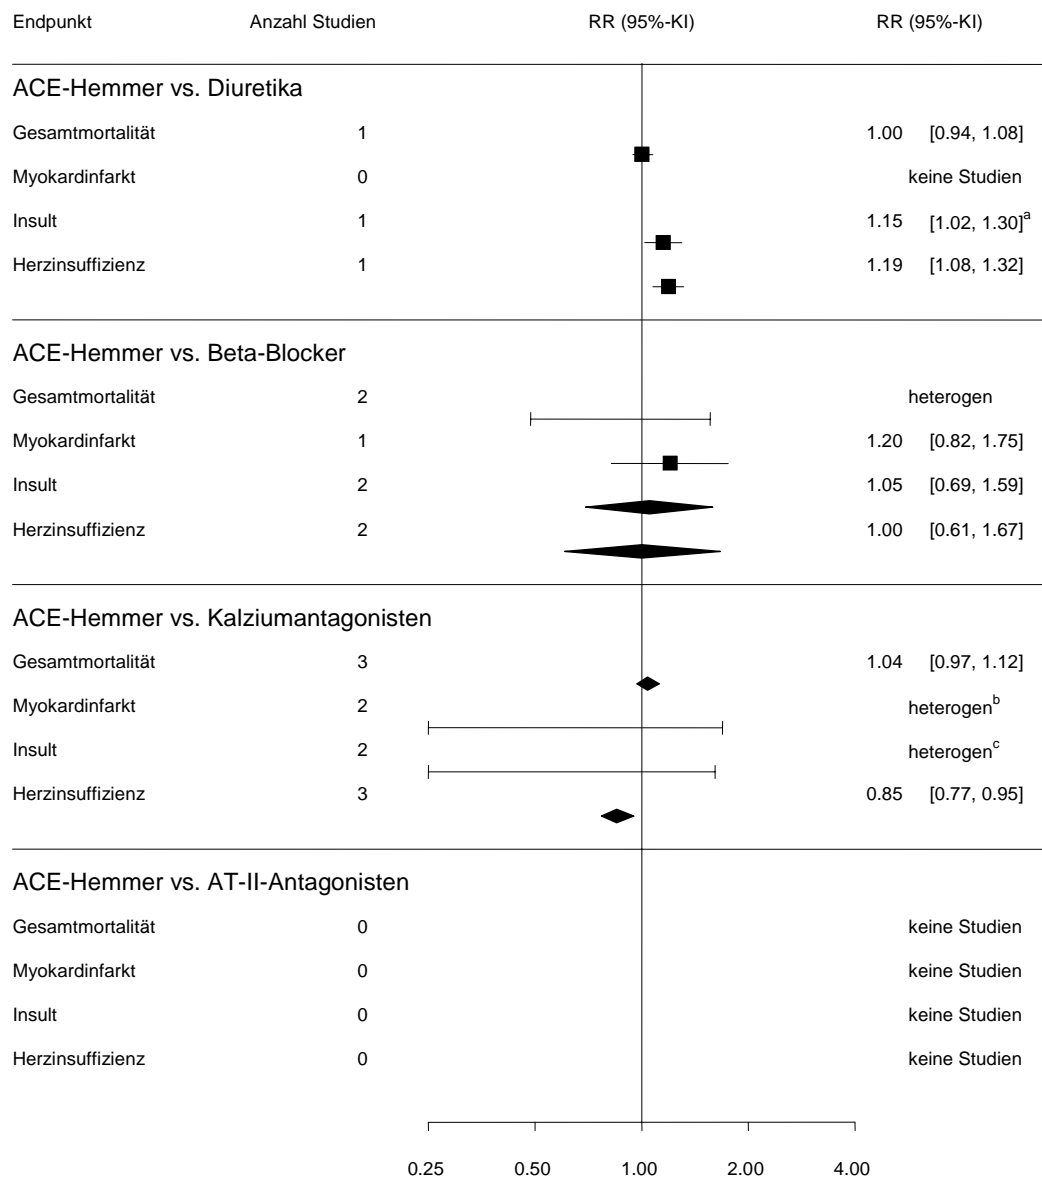 Endpunkt Anzahl Studien RR (95%-KI) RR (95%-KI)
ACE-Hemmer vs. Diuretika
Gesamtmortalität 1 1.00 [0.94, 1.08]
Myokardinfarkt 0 keine Studien
Insult 1 1.15 [1.02, 1.30]a
Herzinsuffizienz 1 1.19 [1.08, 1.32]
ACE-Hemmer vs. Beta-Blocker
Gesamtmortalität 2 heterogen
Myokardinfarkt 1 1.20 [0.82, 1.75]
Insult 2 1.05 [0.69, 1.59]
Herzinsuffizienz 2 1.00 [0.61, 1.67]
ACE-Hemmer vs. Kalziumantagonisten
Gesamtmortalität 3 1.04 [0.97, 1.12]
Myokardinfarkt 2 heterogenb
Insult 2 heterogenc
Herzinsuffizienz 3 0.85 [0.77, 0.95]
ACE-Hemmer vs. AT-II-Antagonisten
Gesamtmortalität 0 keine Studien
Myokardinfarkt 0 keine Studien
Insult 0 keine Studien
Herzinsuffizienz 0 keine Studien
0.25 0.50 1.00 2.00 4.00